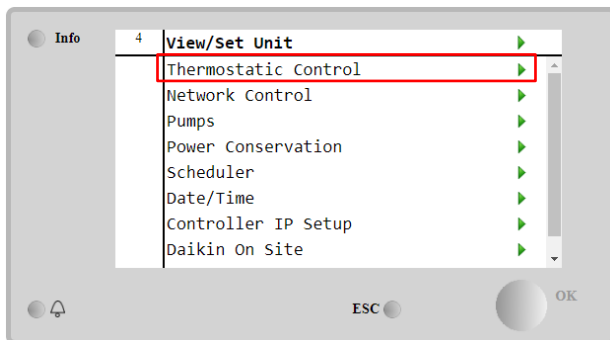 Info
4 View/Set Unit
Thermostatic Control
Network Control
Pumps
Power Conservation
Scheduler
Date/Time
Controller IP Setup
Daikin On Site
ESC
OK